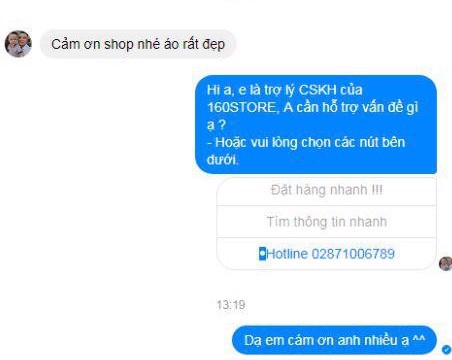 Cảm ơn shop nhé áo rất đẹp
Hi a, e là trợ lý CSKH của
160STORE, A cần hỗ trợ vấn đề gì
ạ ?
- Hoặc vui lòng chọn các nút bên
dưới.
Đặt hàng nhanh !!!
Tìm thông tin nhanh
Hotline 02871006789
13:19
Dạ em cám ơn anh nhiều ạ ^^